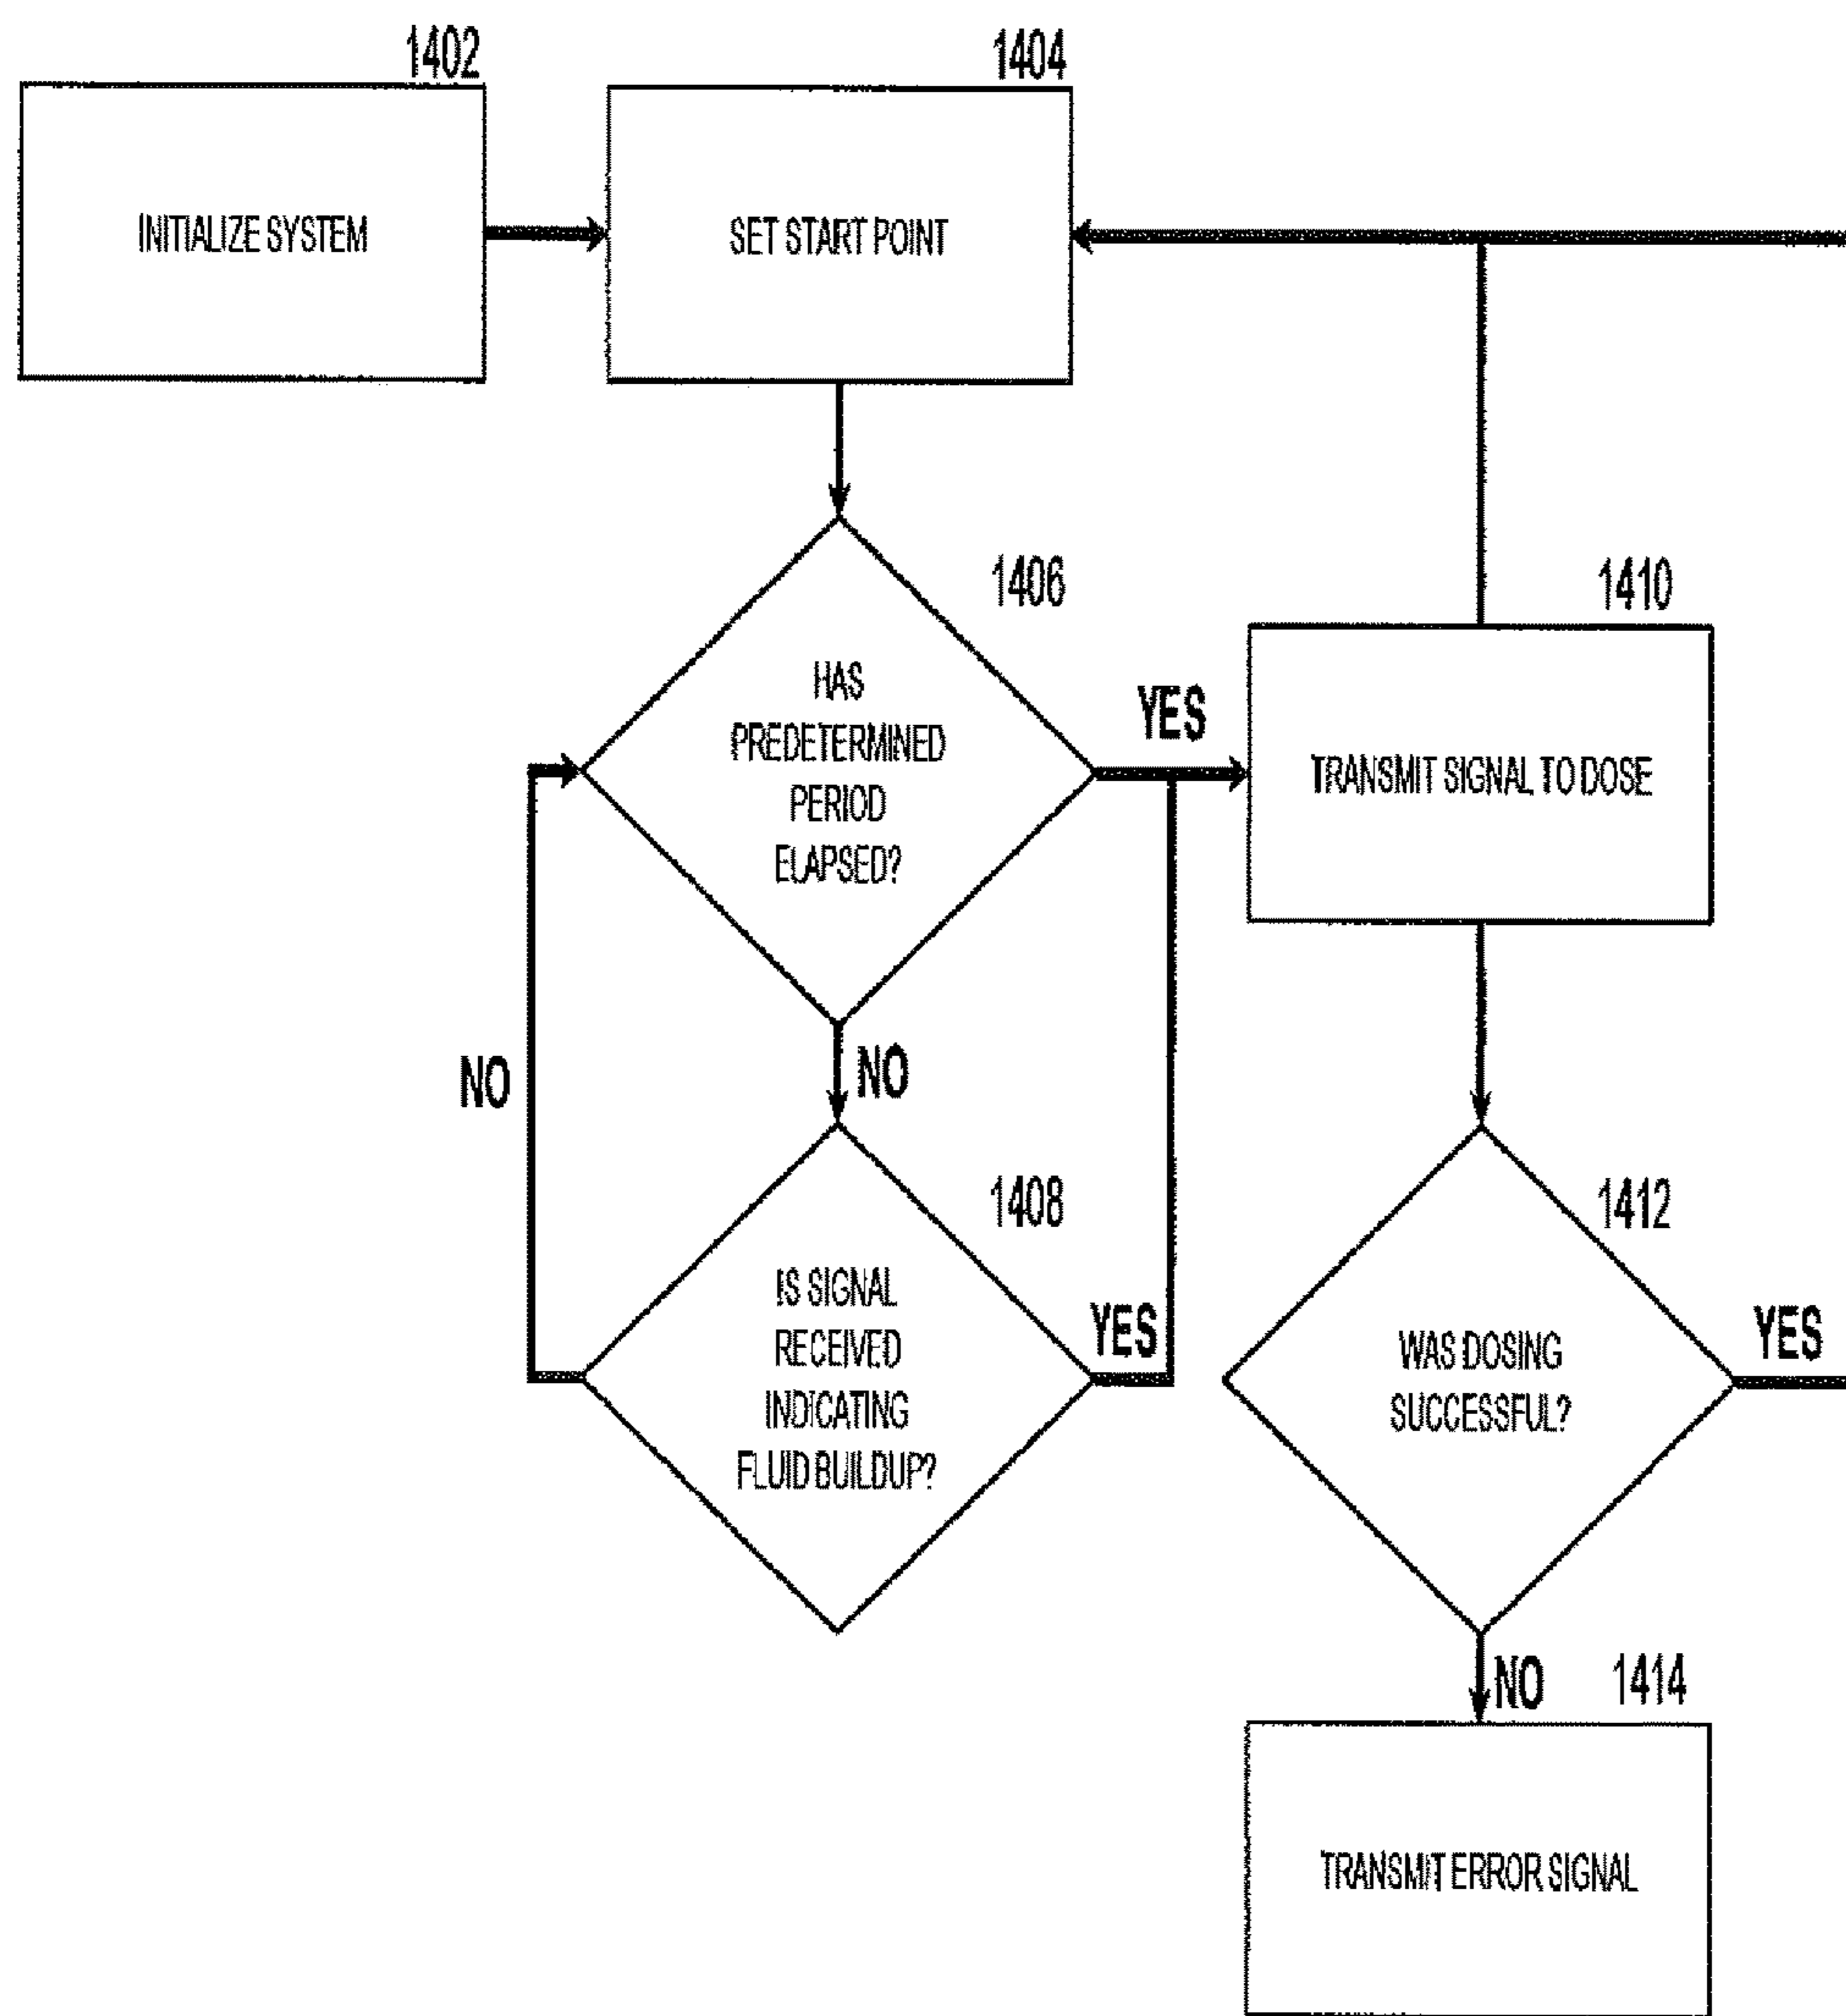 1402
INITIALIZE SYSTEM
1404
SET START POINT
1406
HAS
PREDETERMINED
PERIOD
ELAPSED?
YES
NO
NO
1408
IS SIGNAL
RECEIVED
INDICATING
FLUID BUILDUP?
YES
1410
TRANSMIT SIGNAL TO DOSE
1412
WAS DOSING
SUCCESSFUL?
YES
NO
1414
TRANSMIT ERROR SIGNAL